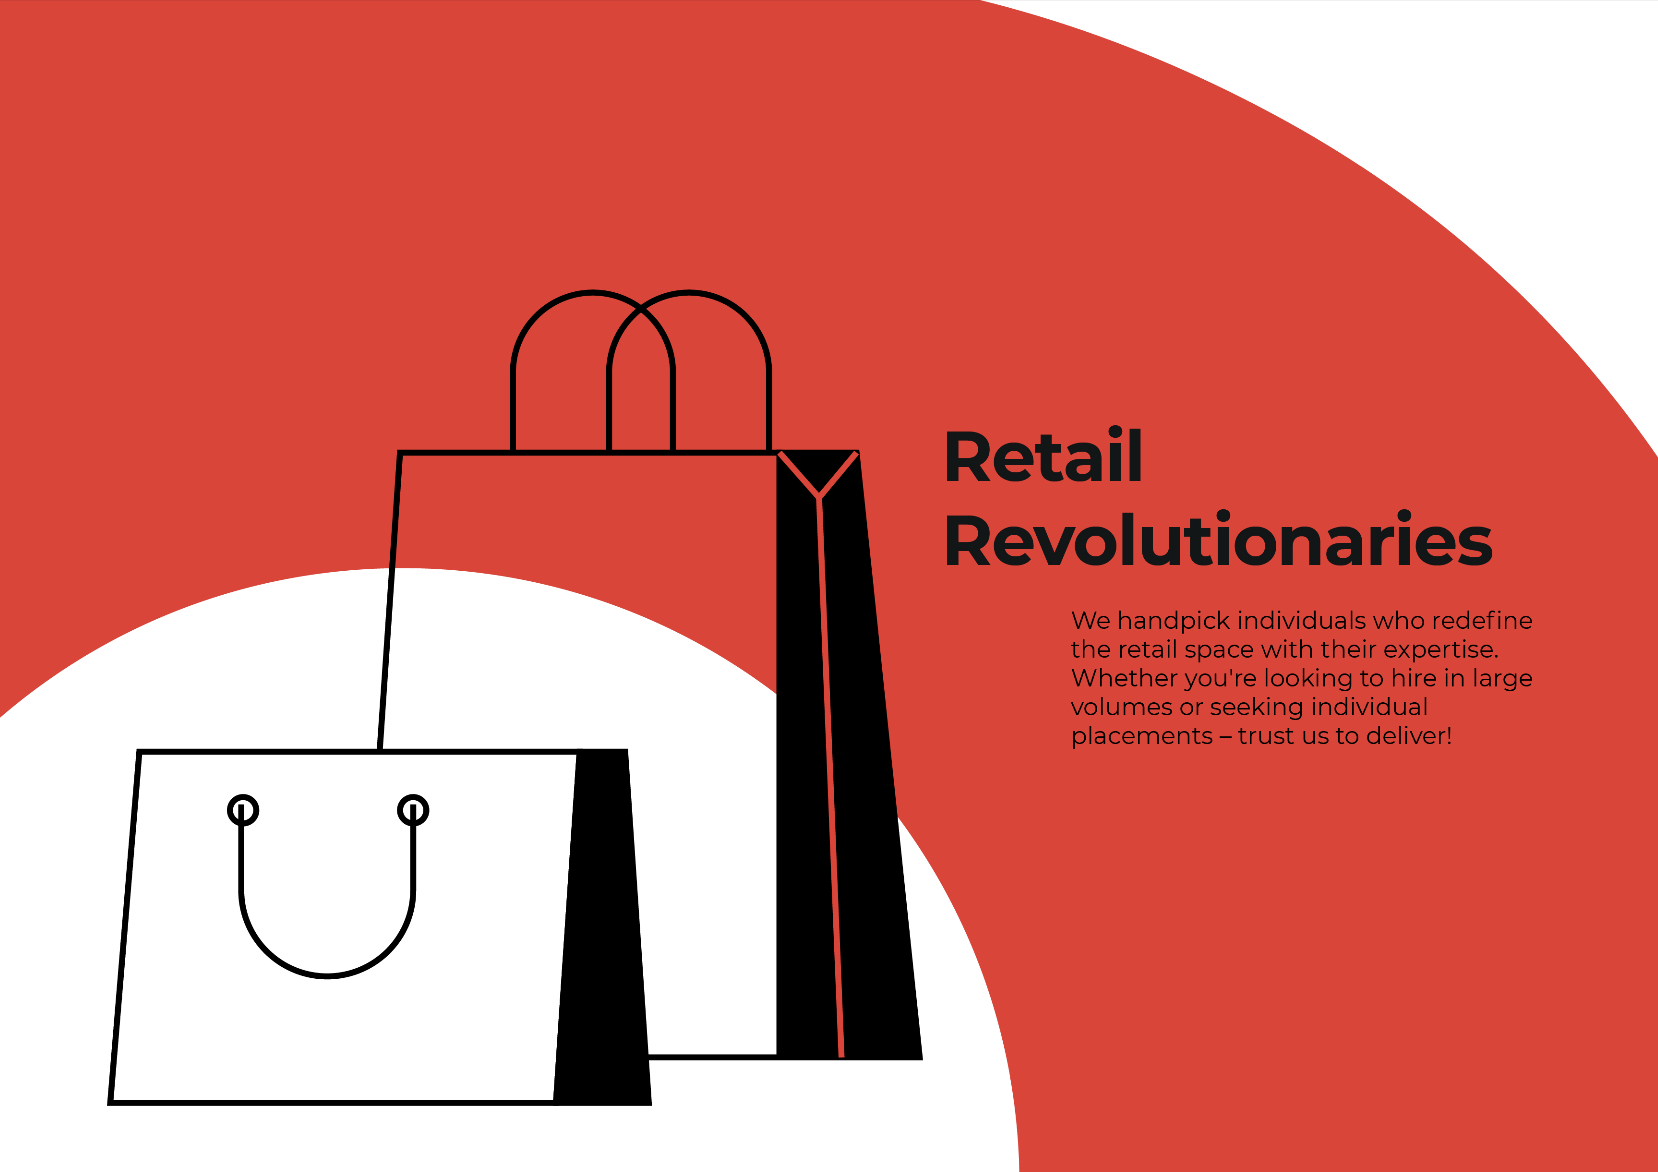 Retail
Revolutionaries
We handpick individuals who redefine
the retail space with their expertise.
Whether you're looking to hire in large
volumes or seeking individual
placements – trust us to deliver!